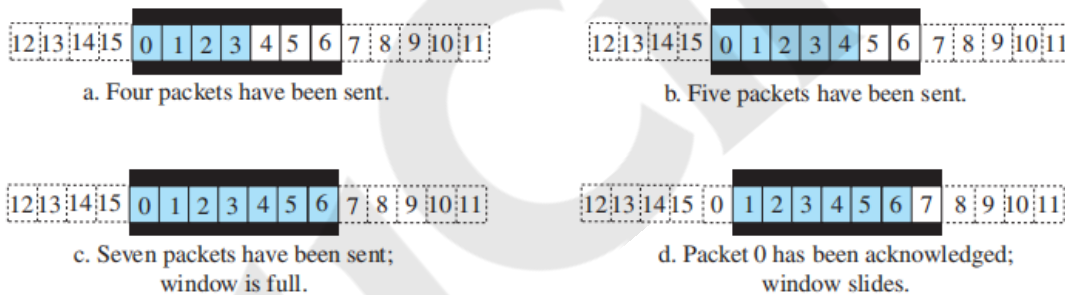 12 13 14 15 0 1 2 3 4 5 6 7 8 9 10 11
a. Four packets have been sent.
12 13 14 15 0 1 2 3 4 5 6 7 8 9 10 11
b. Five packets have been sent.
12 13 14 15 0 1 2 3 4 5 6 7 8 9 10 11
c. Seven packets have been sent;
window is full.
12 13 14 15 0 1 2 3 4 5 6 7 8 9 10 11
d. Packet 0 has been acknowledged;
window slides.